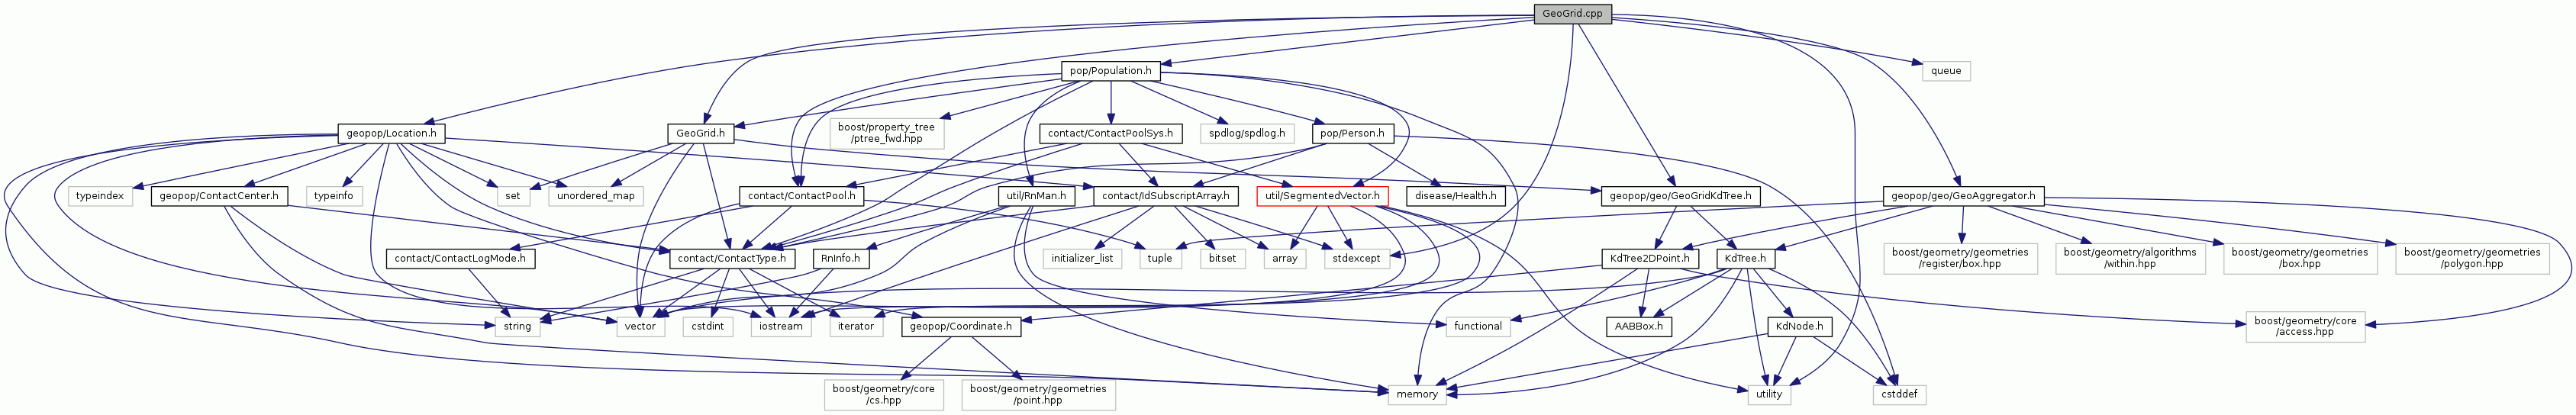 GeoGrid.cpp
pop/Population.h
queue
geopop/Location.h
GeoGrid.h
boost/property_tree
/ptree_fwd.hpp
contact/ContactPoolSys.h
spdlog/spdlog.h
pop/Person.h
typeindex
geopop/ContactCenter.h
typeinfo
set
unordered_map
contact/ContactPool.h
util/RnMan.h
contact/IdSubscriptArray.h
util/SegmentedVector.h
disease/Health.h
geopop/geo/GeoGridKdTree.h
geopop/geo/GeoAggregator.h
contact/ContactLogMode.h
contact/ContactType.h
RnInfo.h
initializer_list
tuple
bitset
array
stdexcept
KdTree2DPoint.h
KdTree.h
boost/geometry/geometries
/register/box.hpp
boost/geometry/algorithms
/within.hpp
boost/geometry/geometries
/box.hpp
boost/geometry/geometries
/polygon.hpp
string
vector
cstdint
iostream
iterator
geopop/Coordinate.h
functional
AABBox.h
KdNode.h
boost/geometry/core
/access.hpp
boost/geometry/core
/cs.hpp
boost/geometry/geometries
/point.hpp
memory
utility
cstddef